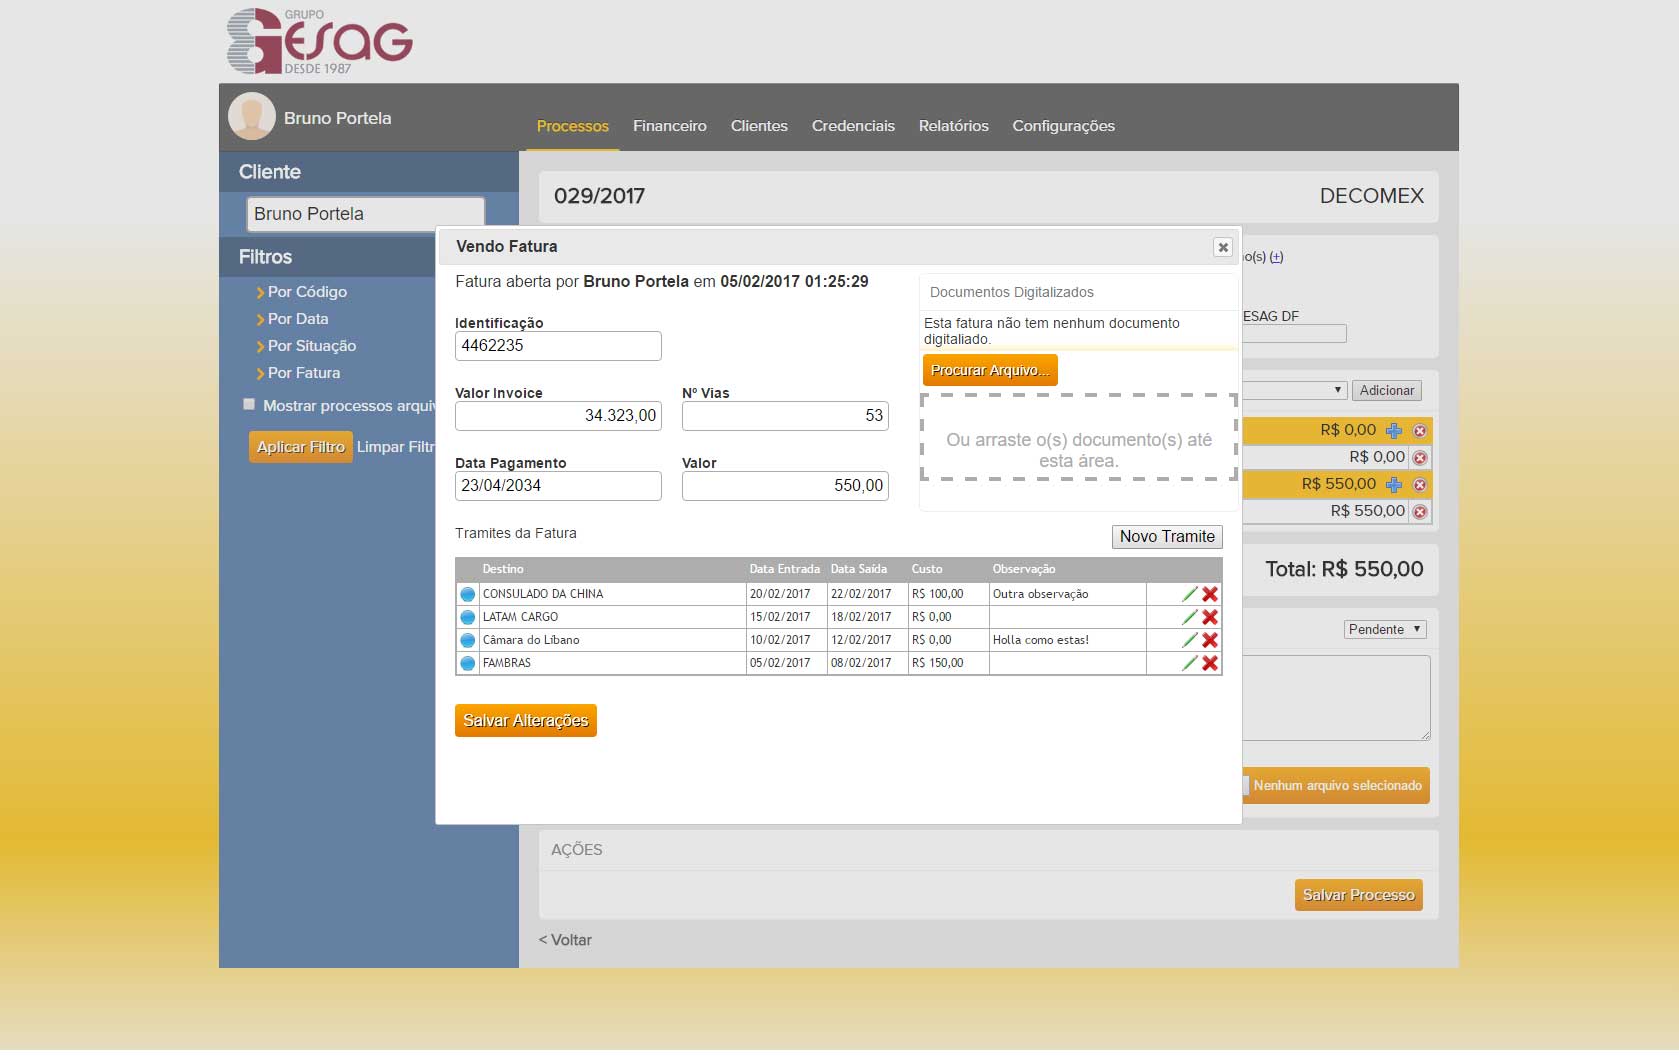 GRUPO
GESAG
DESDE 1987
Bruno Portela
Processos Financeiro Clientes Credenciais Relatórios Configurações
Cliente
Bruno Portela
Filtros
Por Código
Por Data
Por Situação
Por Fatura
Mostrar processos arqui
Aplicar Filtro Limpar Filtr
029/2017 DECOMEX
o(s) (+)
ESAG DF
Adicionar
R$ 0,00
R$ 0,00
R$ 550,00
R$ 550,00
Total: R$ 550,00
Pendente
Nenhum arquivo selecionado
Vendo Fatura
Fatura aberta por Bruno Portela em 05/02/2017 01:25:29
Identificação
4462235
Valor Invoice Nº Vias
34.323,00 53
Data Pagamento Valor
23/04/2034 550,00
Documentos Digitalizados
Esta fatura não tem nenhum documento
digitaliado.
Procurar Arquivo...
Ou arraste o(s) documento(s) até
esta área.
Tramites da Fatura Novo Tramite
Destino Data Entrada Data Saída Custo Observação
CONSULADO DA CHINA 20/02/2017 22/02/2017 R$ 100,00 Outra observação
LATAM CARGO 15/02/2017 18/02/2017 R$ 0,00
Câmara do Líbano 10/02/2017 12/02/2017 R$ 0,00 Holla como estas!
FAMBRAS 05/02/2017 08/02/2017 R$ 150,00
Salvar Alterações
AÇÕES
Salvar Processo
< Voltar